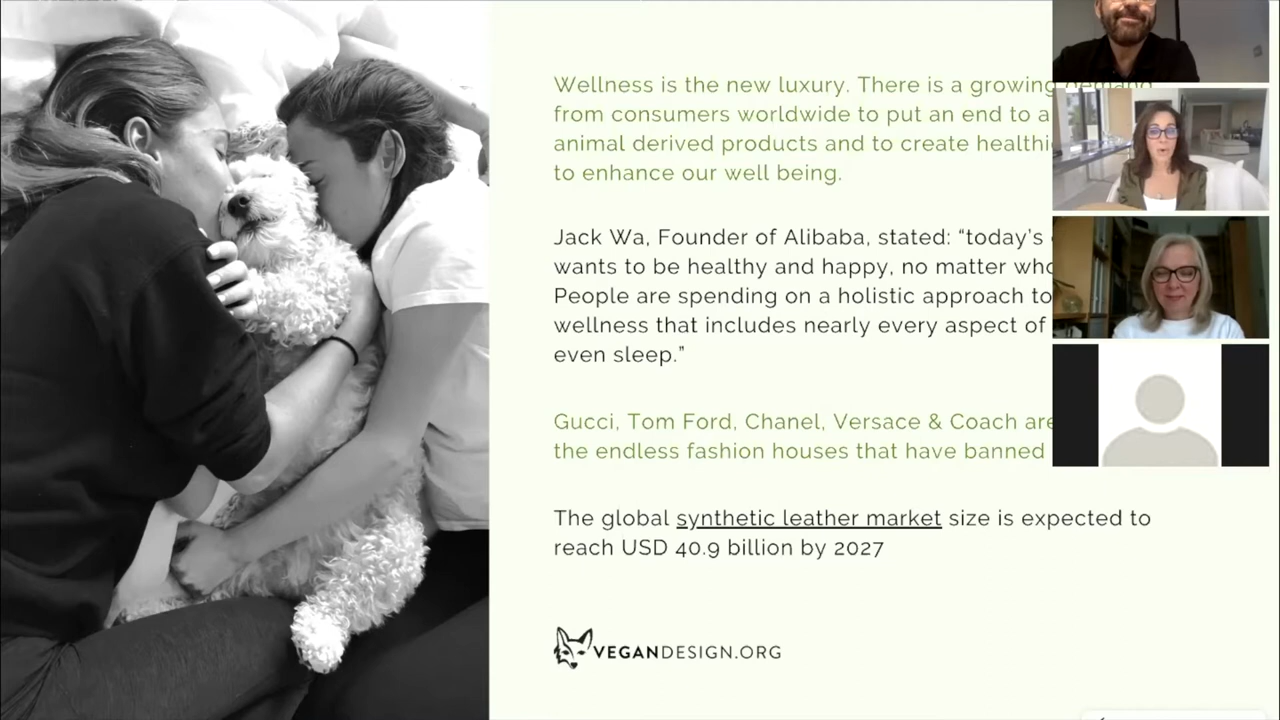 Wellness is the new luxury. There is a growing demand
from consumers worldwide to put an end to a
animal derived products and to create
to enhance our well being.
Jack Wa, Founder of Alibaba, stated: “today’s
wants to be healthy and happy, no matter
People are spending on a holistic approach to
wellness that includes nearly every aspect of
even sleep.”
Gucci, Tom Ford, Chanel, Versace & Coach are
the endless fashion houses that have banned
The global synthetic leather market size is expected to
reach USD 40.9 billion by 2027
VEGANDESIGN.ORG